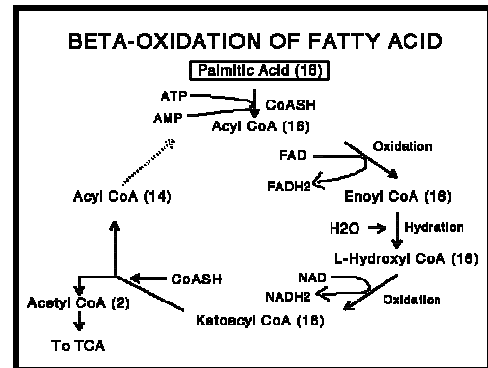 BETA-OXIDATION OF FATTY ACID
Palmitic Acid (16)
ATP
CoASH
AMP
Acyl CoA (16)
Oxidation
FAD
FADH2
Acyl CoA (14)
Enoyl CoA (16)
H2O
Hydration
L-Hydroxyl CoA (16)
CoASH
NAD
NADH2
Oxidation
Acetyl CoA (2)
Ketoacyl CoA (16)
To TCA